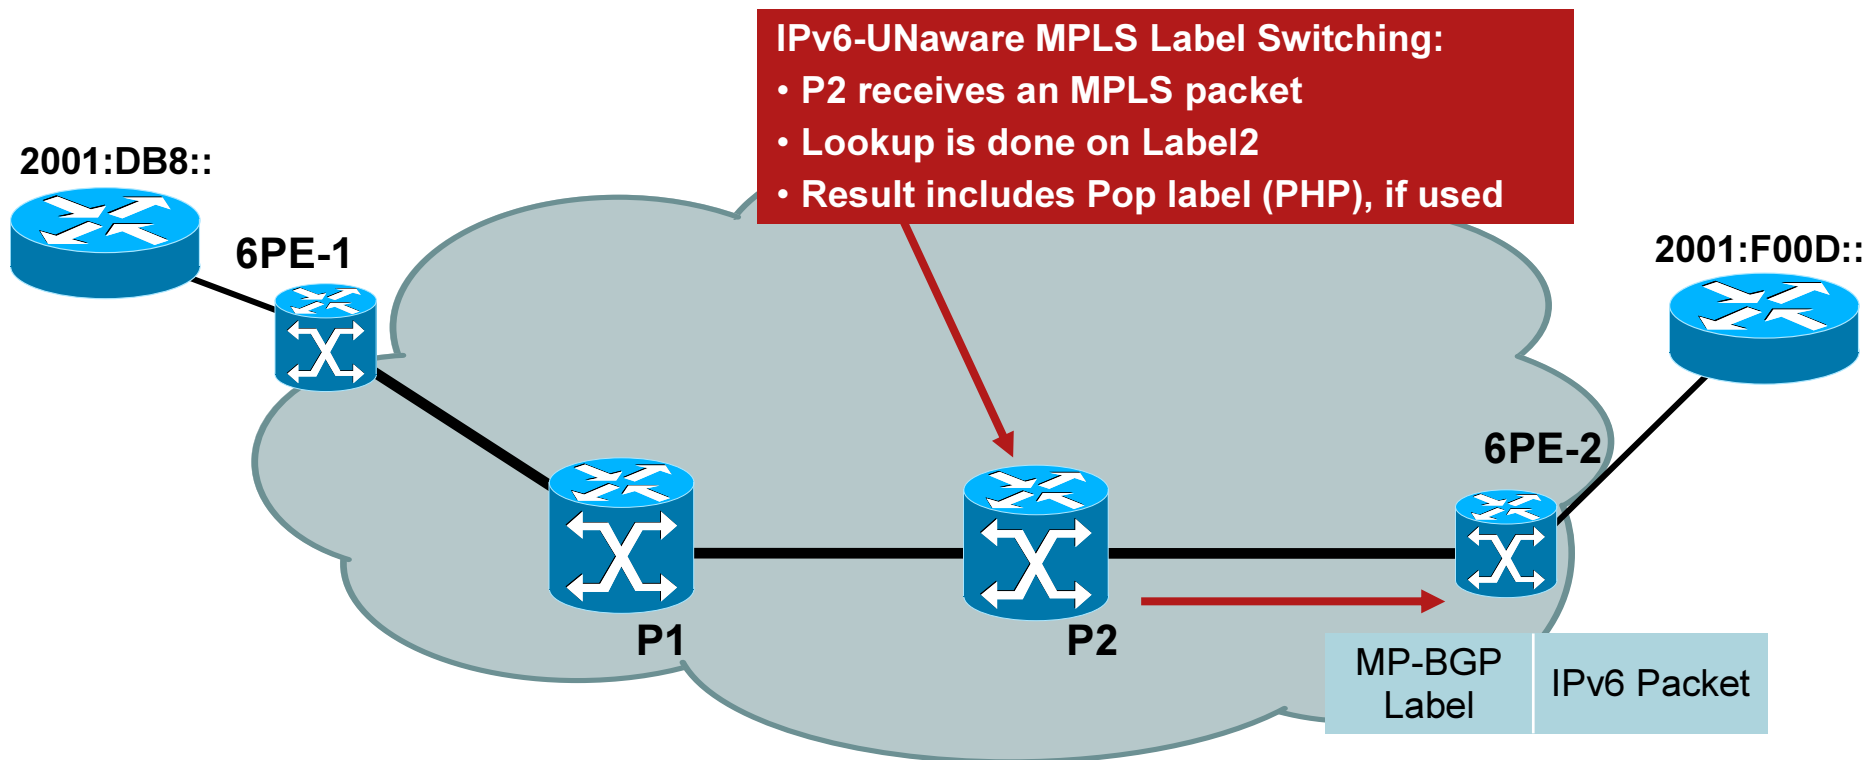 IPv6-UNaware MPLS Label Switching:
• P2 receives an MPLS packet
• Lookup is done on Label2
• Result includes Pop label (PHP), if used
2001:DB8::
6PE-1
2001:F00D::
6PE-2
P1
P2
MP-BGP
Label
IPv6 Packet